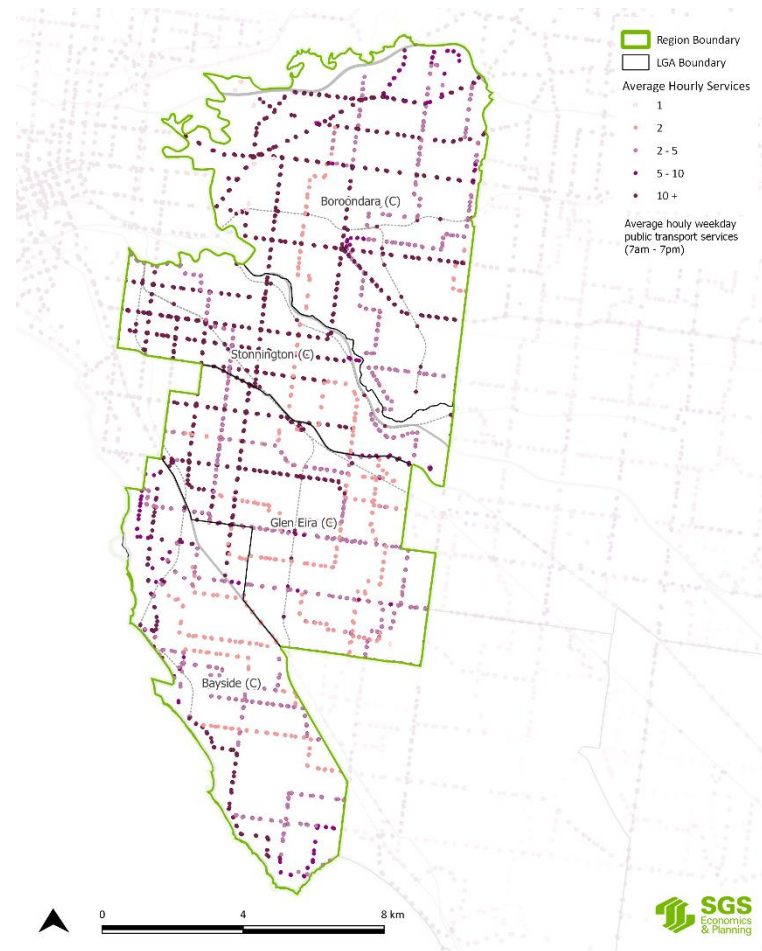 Region Boundary
LGA Boundary
Average Hourly Services
1
2
2 - 5
5 - 10
10 +
Average houly weekday
public transport services
(7am - 7pm)
Boroondara (C)
Stonnington (C)
Glen Eira (C)
Bayside (C)
0 4 8 km
SGS
Economics
& Planning